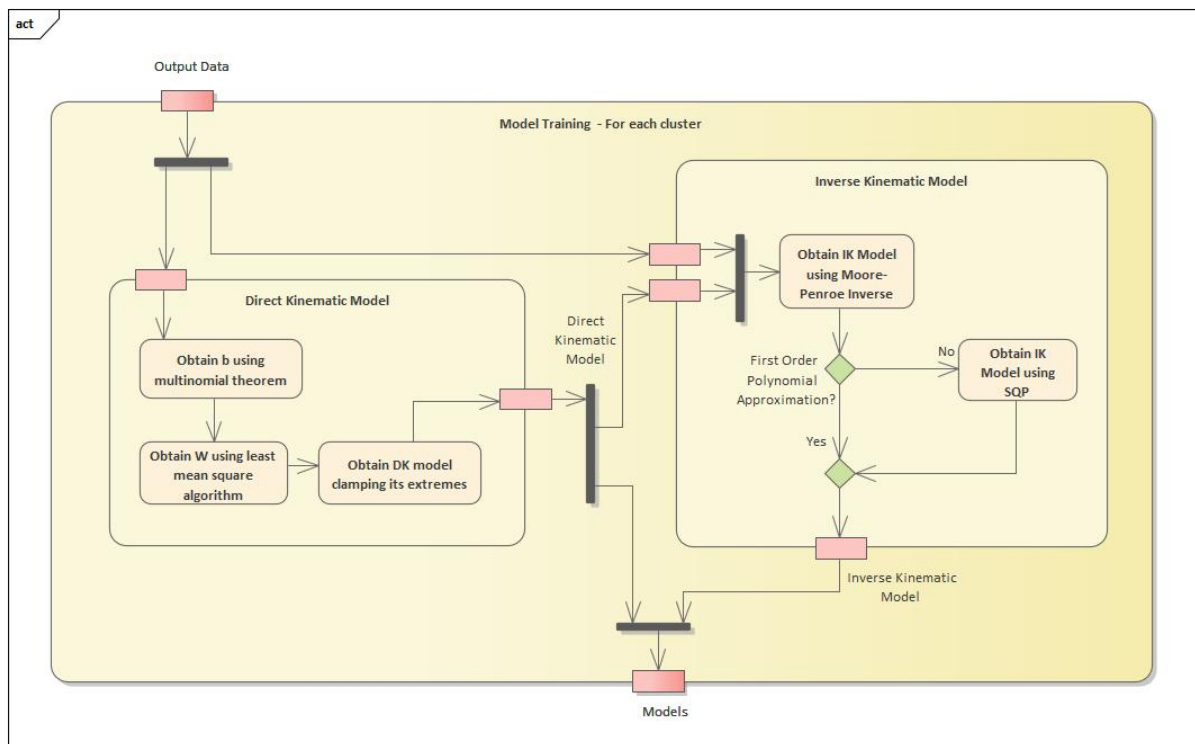 act
Output Data
Model Training  - For each cluster
Inverse Kinematic Model
Obtain IK Model
using Moore-
Penroe Inverse
Direct Kinematic Model
Direct
Kinematic
Model
Obtain b using
multinomial theorem
First Order
Polynomial
Approximation?
No
Obtain IK
Model using
SQP
Yes
Obtain W using least
mean square
algorithm
Obtain DK model
clamping its extremes
Inverse Kinematic
Model
Models